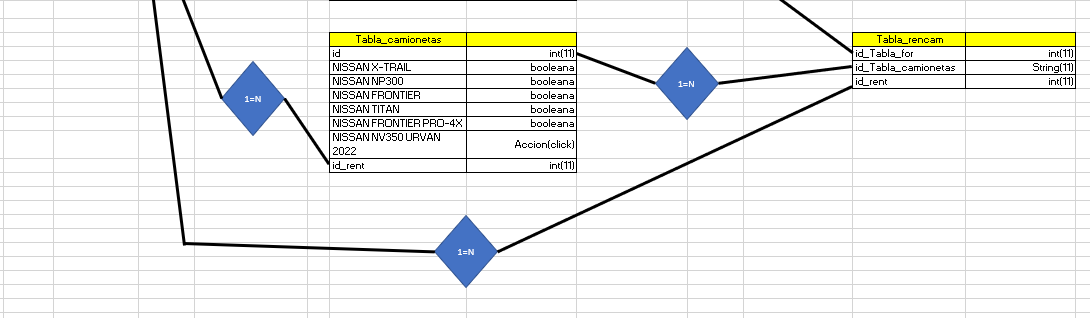 Tabla_camionetas
id int(11)
NISSAN X-TRAIL booleana
NISSAN NP300 booleana
NISSAN FRONTIER booleana
NISSAN TITAN booleana
NISSAN FRONTIER PRO-4X booleana
NISSAN NV350 URVAN
2022 Accion(click)
id_rent int(11)
Tabla_rencam
id_Tabla_for int(11)
id_Tabla_camionetas String(11)
id_rent int(11)
1=N
1=N
1=N